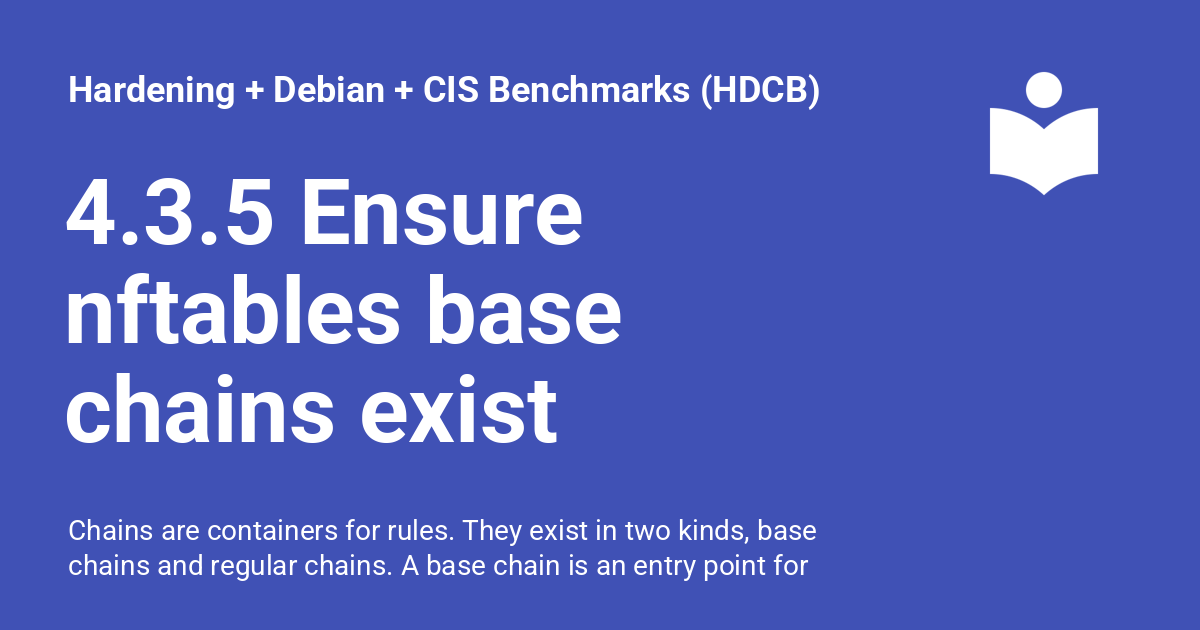 Hardening + Debian + CIS Benchmarks (HDCB)
4.3.5 Ensure
nftables base
chains exist
Chains are containers for rules. They exist in two kinds, base
chains and regular chains. A base chain is an entry point for